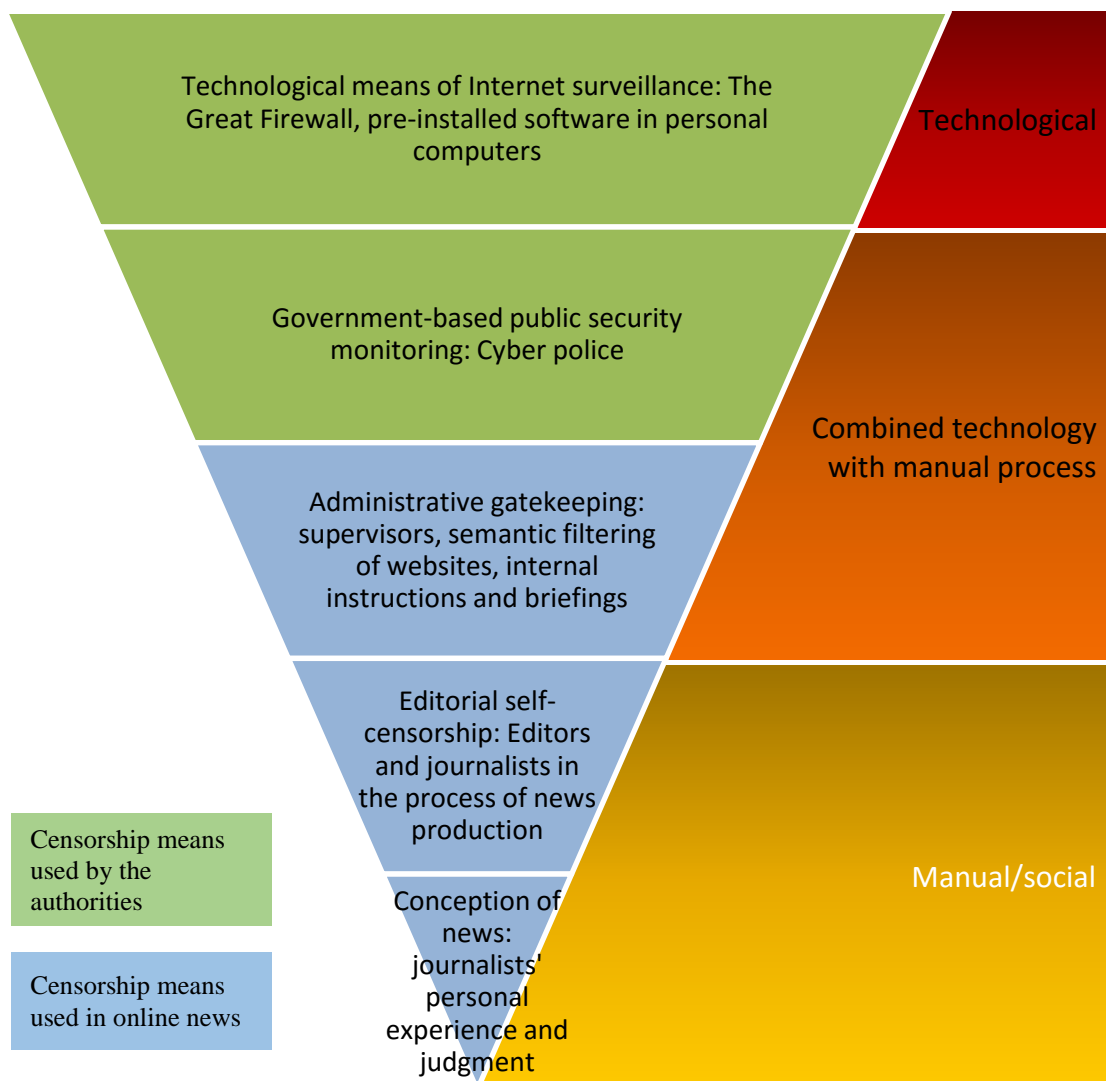 Technological means of Internet surveillance: The
Great Firewall, pre-installed software in personal
computers
Technological
Government-based public security
monitoring: Cyber police
Combined technology
with manual process
Administrative gatekeeping:
supervisors, semantic filtering
of websites, internal
instructions and briefings
Editorial self-
censorship: Editors
and journalists in
the process of news
production
Manual/social
Conception of
news:
journalists'
personal
experience and
judgment
Censorship means
used by the
authorities
Censorship means
used in online news